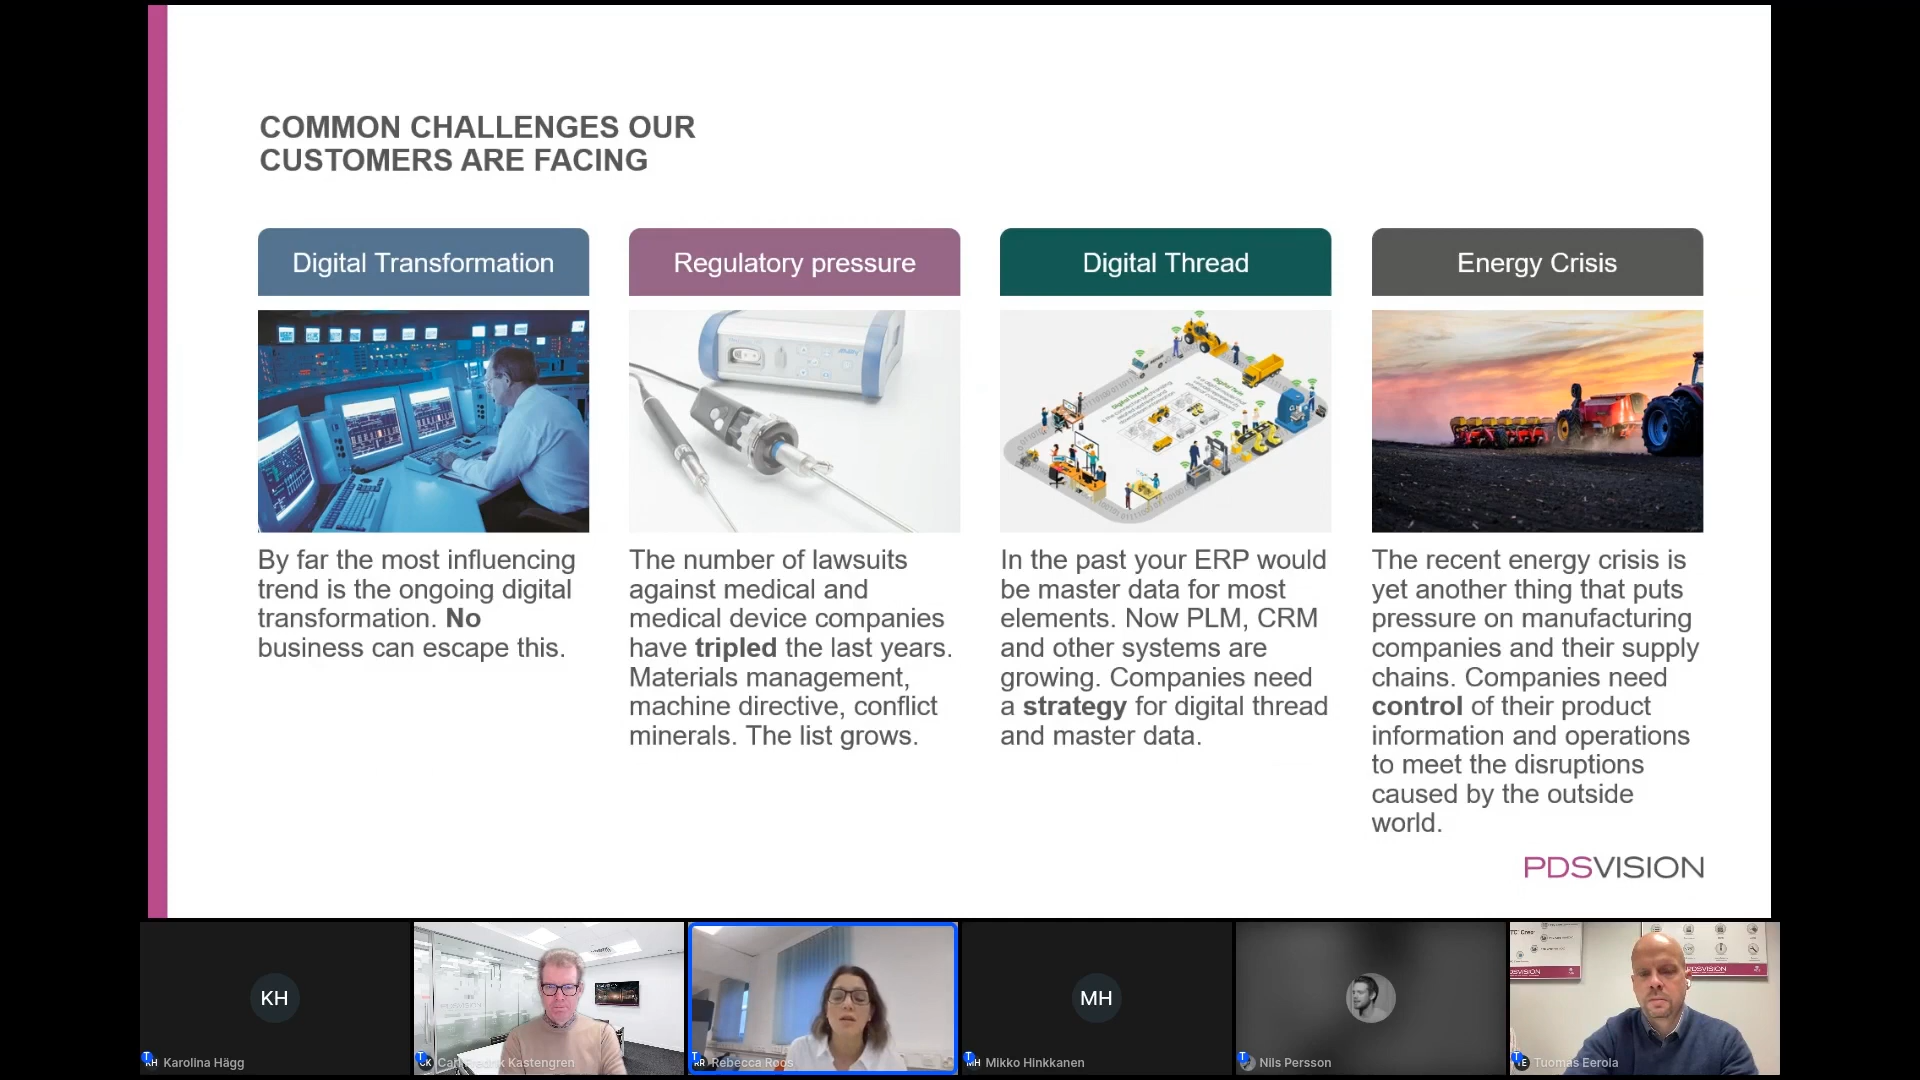 COMMON CHALLENGES OUR
CUSTOMERS ARE FACING
Digital Transformation
By far the most influencing
trend is the ongoing digital
transformation. No
business can escape this.
Regulatory pressure
The number of lawsuits
against medical and
medical device companies
have tripled the last years.
Materials management,
machine directive, conflict
minerals. The list grows.
Digital Thread
Digital Thread
Digital Twin
In the past your ERP would
be master data for most
elements. Now PLM, CRM
and other systems are
growing. Companies need
a strategy for digital thread
and master data.
Energy Crisis
The recent energy crisis is
yet another thing that puts
pressure on manufacturing
companies and their supply
chains. Companies need
control of their product
information and operations
to meet the disruptions
caused by the outside
world.
PDSVISION
KH
KH Karolina Hägg
PDSVISION
CK Carl Fredrik Kastengren
RR Rebecca Roos
MH
MH Mikko Hinkkanen
Nils Persson
PDSVISION
PDSVISION
TE Tuomas Eerola